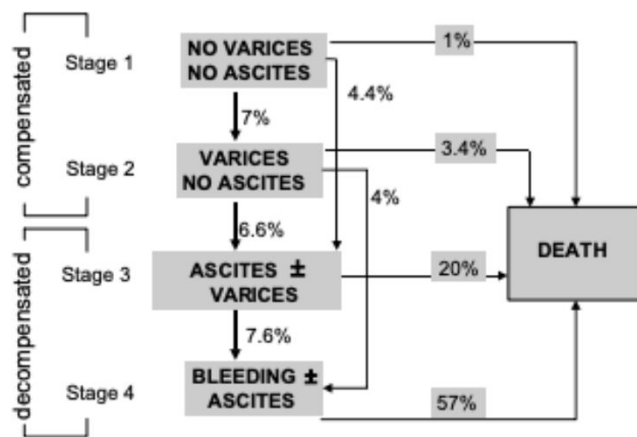 compensated
Stage 1
NO VARICES
NO ASCITES
1%
4.4%
7%
Stage 2
VARICES
NO ASCITES
3.4%
4%
6.6%
decompensated
Stage 3
ASCITES ±
VARICES
20%
DEATH
7.6%
Stage 4
BLEEDING ±
ASCITES
57%